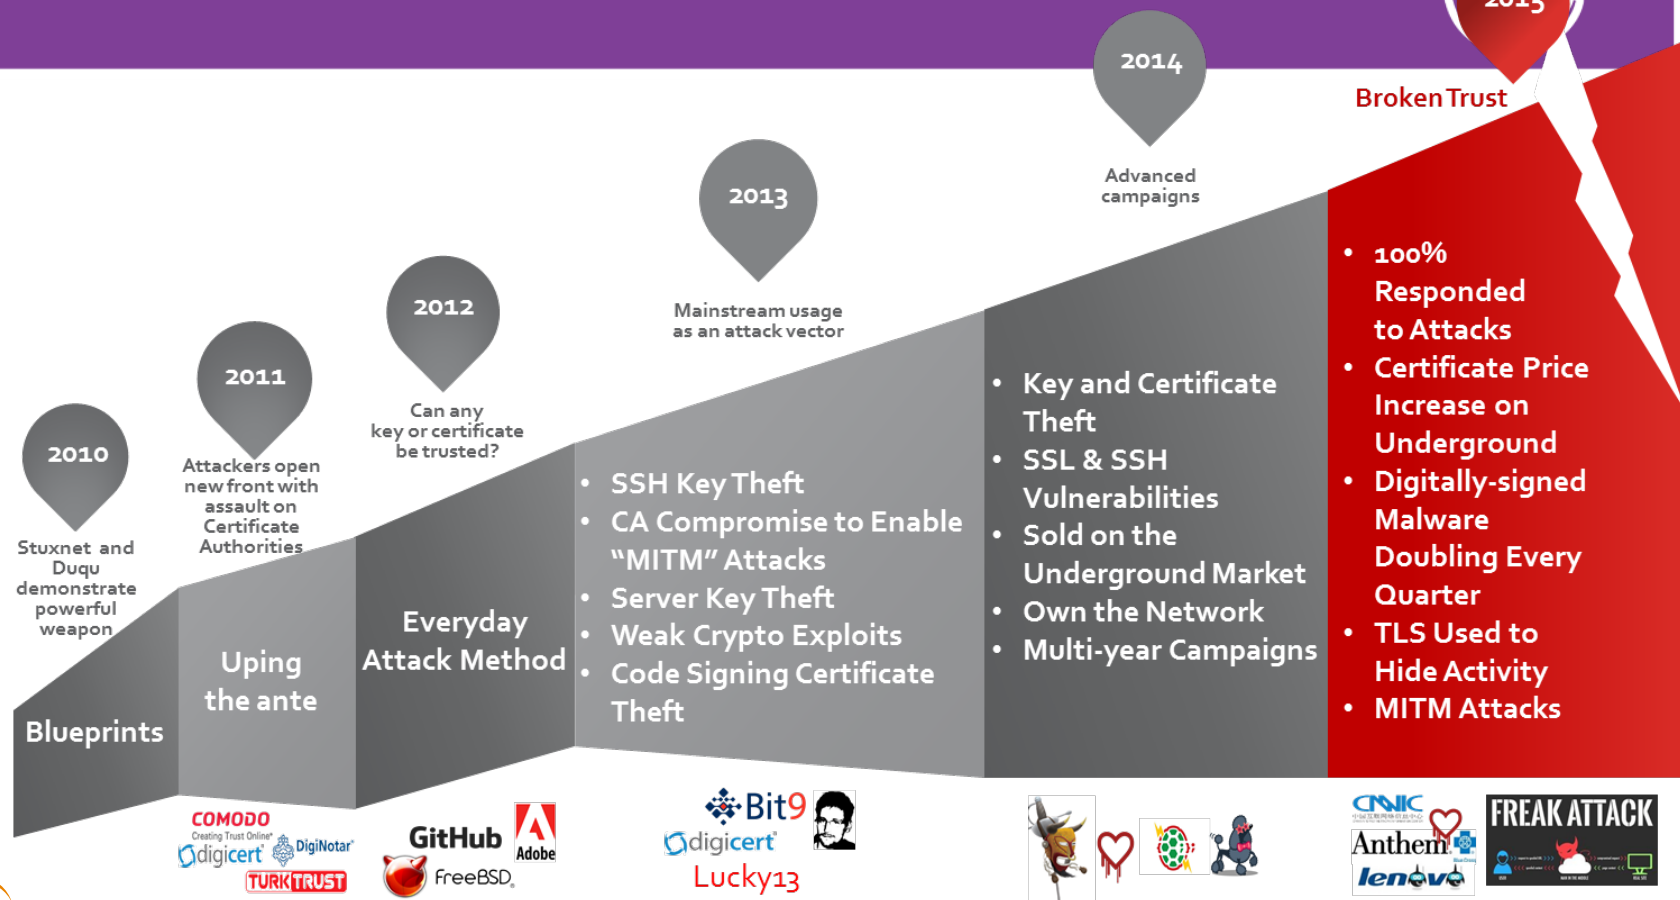 2015
Broken Trust
2014
Advanced
campaigns
2013
Mainstream usage
as an attack vector
2012
Can any
key or certificate
be trusted?
2011
Attackers open
new front with
assault on
Certificate
Authorities
2010
Stuxnet and
Duqu
demonstrate
powerful
weapon
Blueprints
Uping
the ante
Everyday
Attack Method
• SSH Key Theft
• CA Compromise to Enable
“MITM” Attacks
• Server Key Theft
• Weak Crypto Exploits
• Code Signing Certificate
Theft
• Key and Certificate
Theft
• SSL & SSH
Vulnerabilities
• Sold on the
Underground Market
• Own the Network
• Multi-year Campaigns
• 100%
Responded
to Attacks
• Certificate Price
Increase on
Underground
• Digitally-signed
Malware
Doubling Every
Quarter
• TLS Used to
Hide Activity
• MITM Attacks
COMODO
Creating Trust Online®
digicert®
DigiNotar®
TURKTRUST
GitHub
Adobe
FreeBSD®
Bit9
digicert®
Lucky13
CNNIC
Anthem
lenovo
FREAK ATTACK